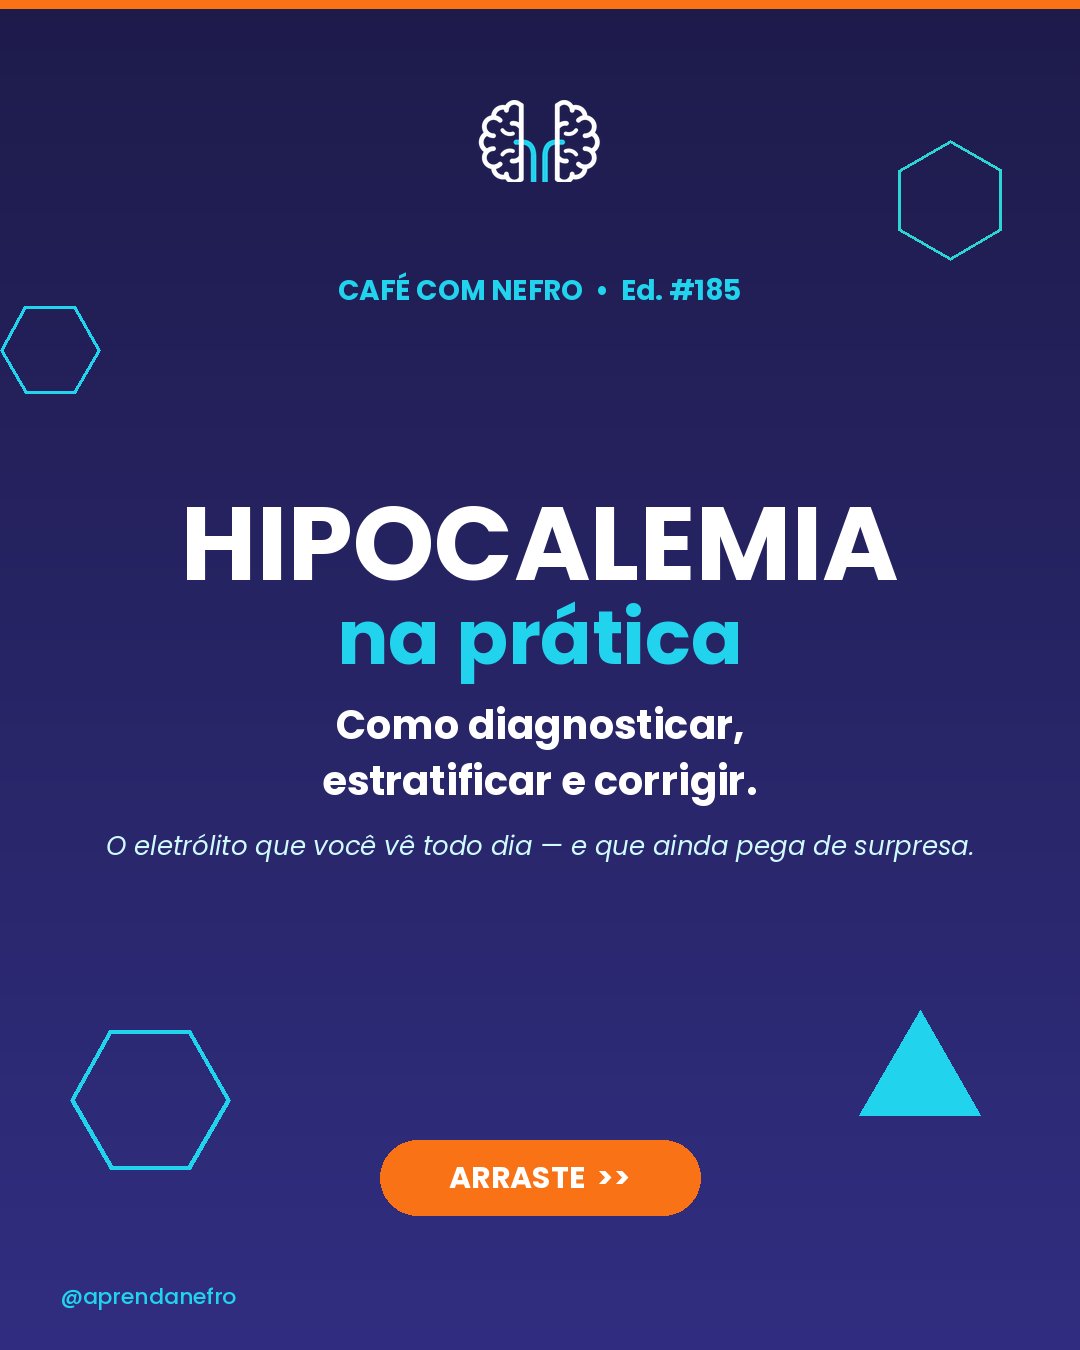 CAFÉ COM NEFRO • Ed. #185
HIPOCALEMIA
na prática
Como diagnosticar,
estratificar e corrigir.
O eletrólito que você vê todo dia — e que ainda pega de surpresa.
ARRASTE >>
@aprendanefro